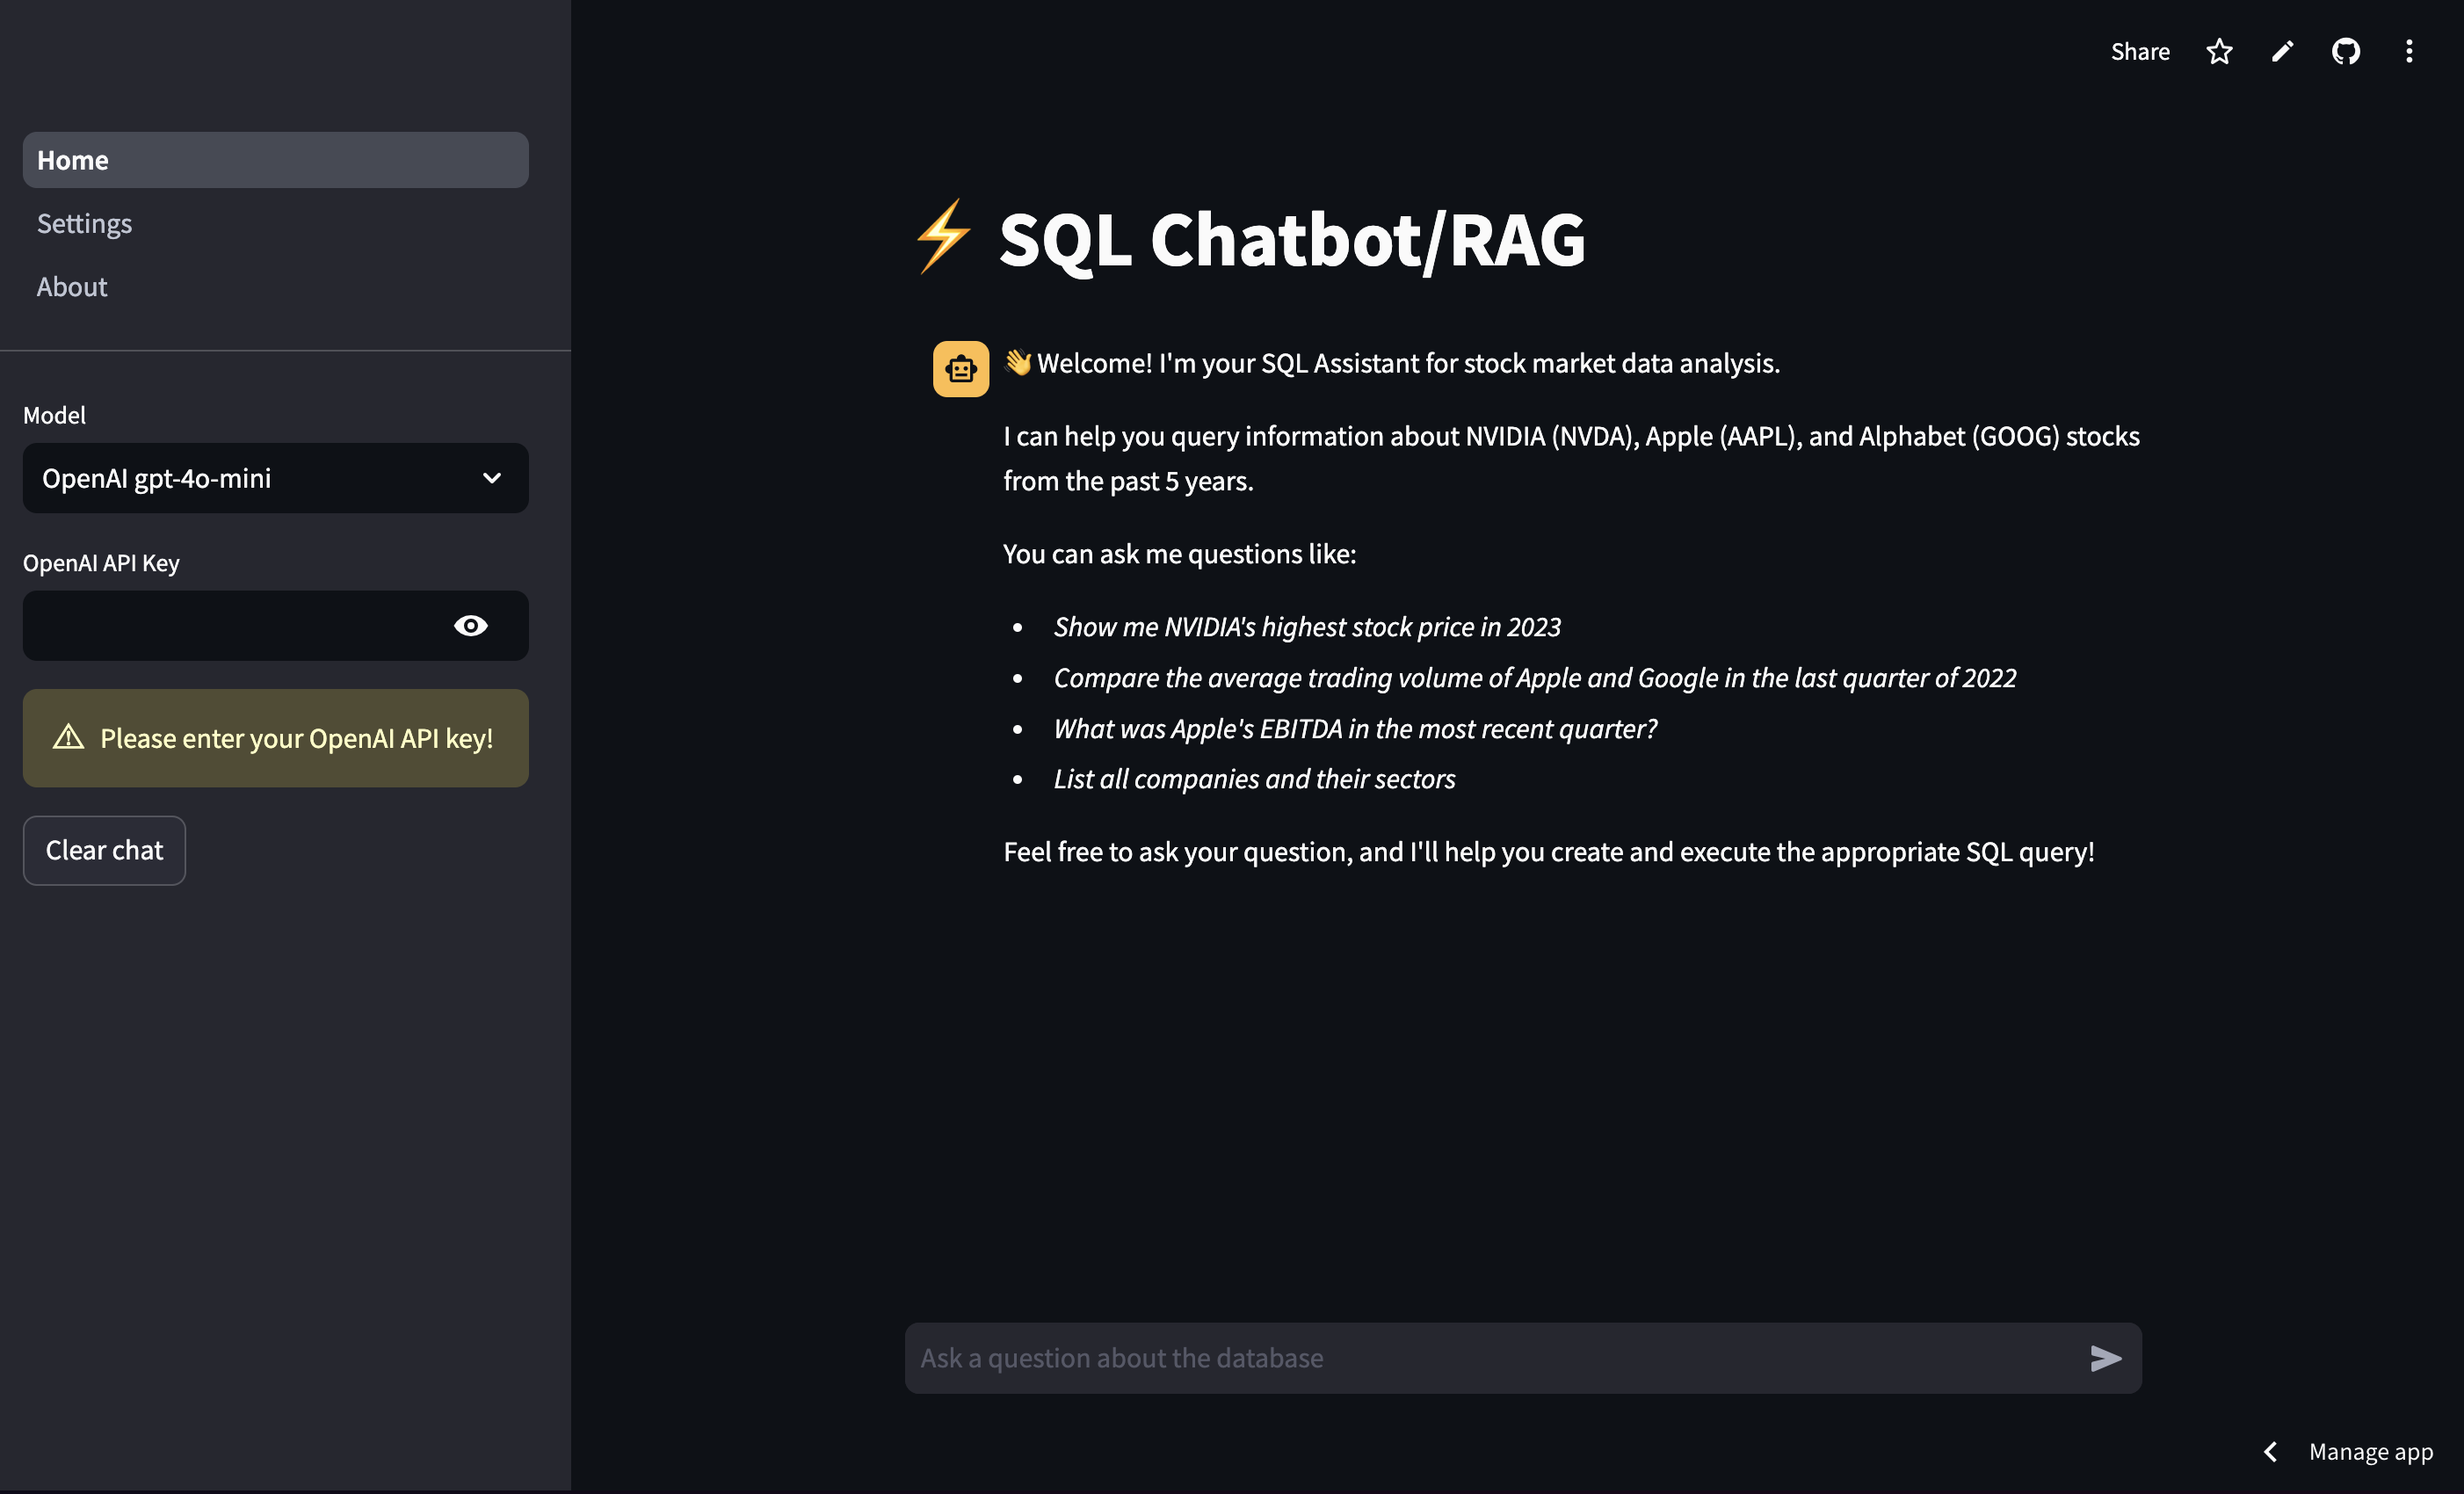 Share
Home
Settings
About
Model
OpenAI gpt-4o-mini
OpenAI API Key
Please enter your OpenAI API key!
Clear chat
⚡ SQL Chatbot/RAG
👋 Welcome! I'm your SQL Assistant for stock market data analysis.
I can help you query information about NVIDIA (NVDA), Apple (AAPL), and Alphabet (GOOG) stocks
from the past 5 years.
You can ask me questions like:
• Show me NVIDIA's highest stock price in 2023
• Compare the average trading volume of Apple and Google in the last quarter of 2022
• What was Apple's EBITDA in the most recent quarter?
• List all companies and their sectors
Feel free to ask your question, and I'll help you create and execute the appropriate SQL query!
Ask a question about the database
Manage app